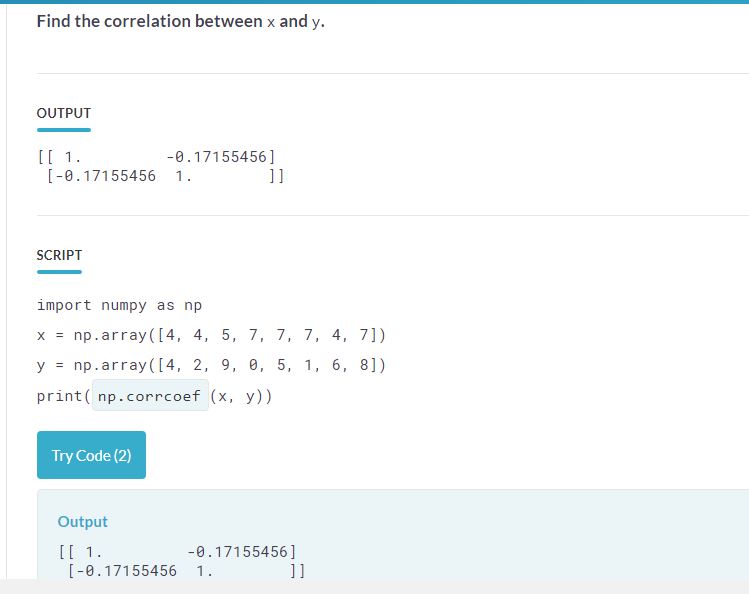 Find the correlation between x and y.
OUTPUT
[[ 1.         -0.17155456]
 [-0.17155456  1.        ]]
SCRIPT
import numpy as np
x = np.array([4, 4, 5, 7, 7, 7, 4, 7])
y = np.array([4, 2, 9, 0, 5, 1, 6, 8])
print(np.corrcoef(x, y))
Try Code (2)
Output
[[ 1.         -0.17155456]
 [-0.17155456  1.        ]]